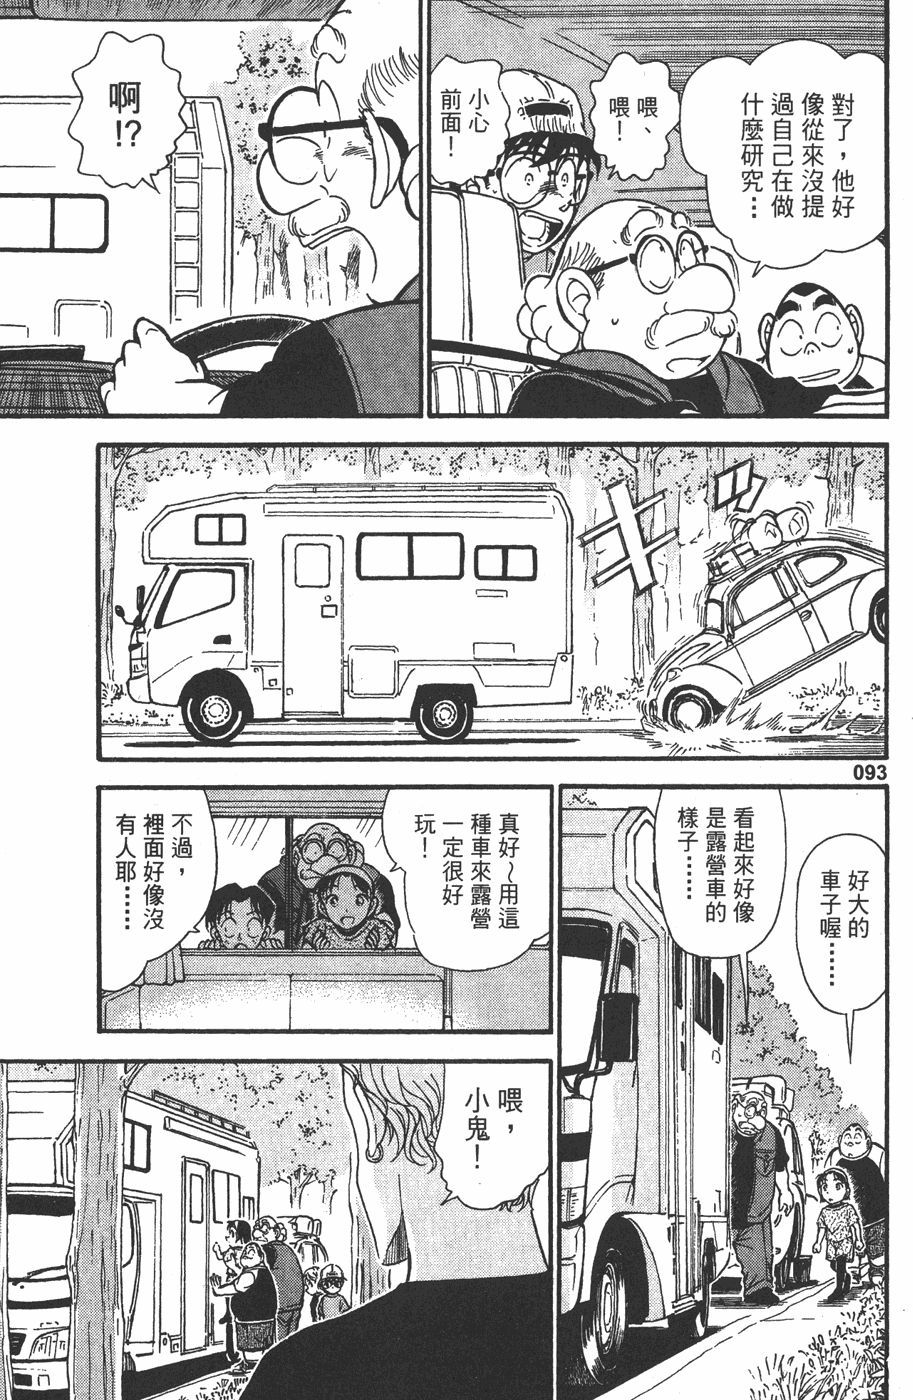 對了，他好
像從來沒提
過自己在做
什麼研究…
喂、
喂！
小心
前面！
啊
!?
キッ
093
好大的
車子喔……
看起來好像
是露營車的
樣子……
真好～用這
種車來露營
一定很好
玩！
不過，
裡面好像沒
有人耶……
喂，
小鬼！